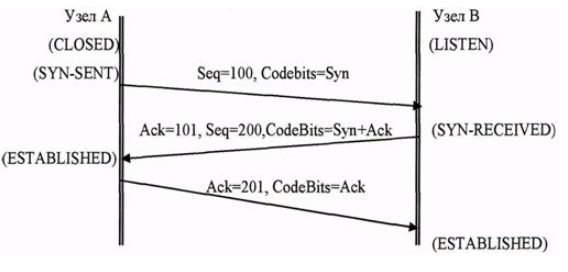 Узел А
Узел В
(CLOSED)
(LISTEN)
(SYN-SENT)
Seq=100, Codebits=Syn
Ack=101, Seq=200,CodeBits=Syn+Ack
(SYN-RECEIVED)
(ESTABLISHED)
Ack=201, CodeBits=Ack
(ESTABLISHED)